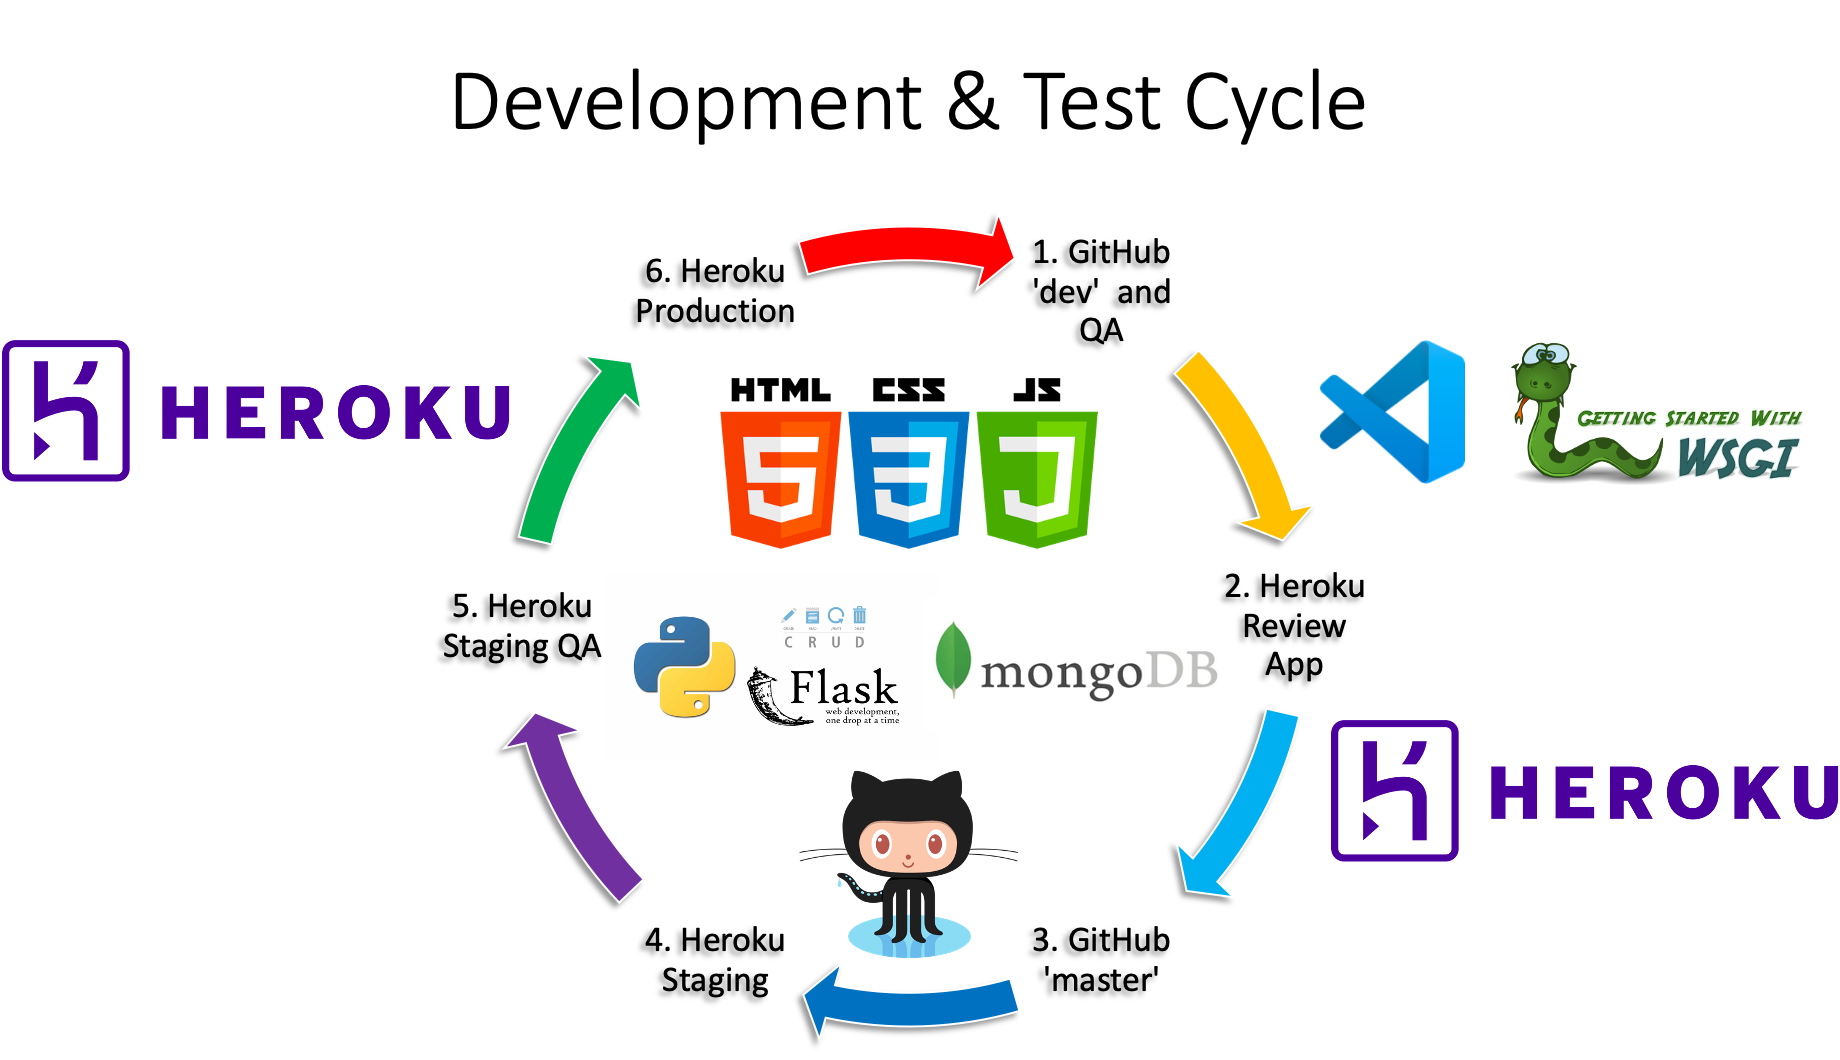 Development & Test Cycle
6. Heroku
Production
1. GitHub
'dev' and
QA
HEROKU
HTML CSS JS
GETTING STARTED WITH
WSGI
5. Heroku
Staging QA
C R U D
Flask
web development,
one drop at a time
mongoDB
2. Heroku
Review
App
HEROKU
4. Heroku
Staging
3. GitHub
'master'